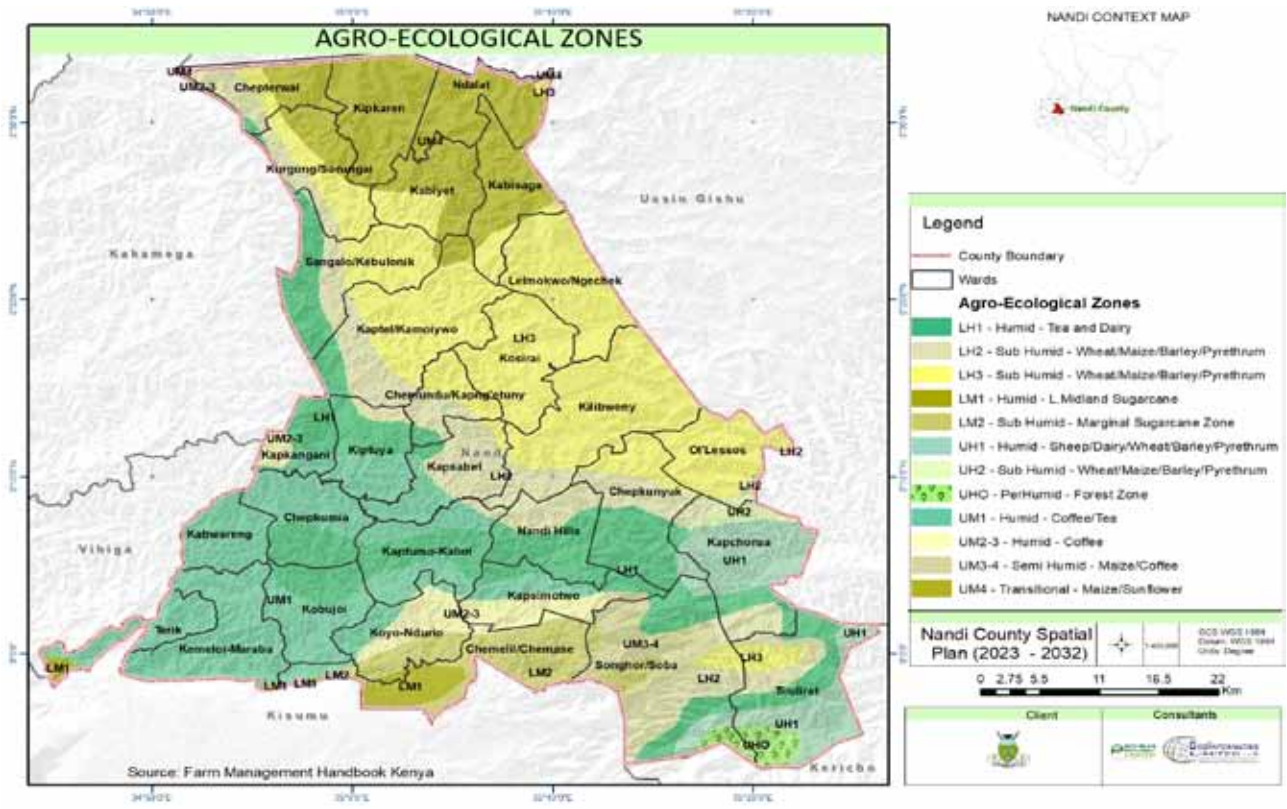 AGRO-ECOLOGICAL ZONES
NANDI CONTEXT MAP
Nandi County
UM4
UM2-3
Chepterwai
Kipkaren
Ndalat
UM4
LH3
UM4
Kurgung/Surungai
Kabiyet
Kabisaga
Uasin Gishu
Kakamega
Sangalo/Kebulonik
Lelmokwo/Ngechek
Kaptel/Kamoiywo
LH3
Kosirai
Chemundu/Kapng'etuny
Kilibwony
LH1
UM2-3
Kapkangani
Kiptuya
Nandi
Kapsabet
LH2
Ol'Lessos
LH2
LH2
Chepkunyuk
UH2
Chepkumia
Nandi Hills
Kabwareng
Kaptumo-Kaboi
Kapchorua
UH1
Vihiga
LH1
Kapsimotwo
UM1
Kobujoi
UM2-3
Terik
Koyo-Ndurio
UM3-4
UH1
Kemeloi-Maraba
Chemelil/Chemase
Songhor/Soba
LH3
LM1
LM2
LH2
LM1
LM1
LM2
LM1
UH1
Kisumu
UHO
Kericho
Source: Farm Management Handbook Kenya
Legend
County Boundary
Wards
Agro-Ecological Zones
LH1 - Humid - Tea and Dairy
LH2 - Sub Humid - Wheat/Maize/Barley/Pyrethrum
LH3 - Sub Humid - Wheat/Maize/Barley/Pyrethrum
LM1 - Humid - L.Midland Sugarcane
LM2 - Sub Humid - Marginal Sugarcane Zone
UH1 - Humid - Sheep/Dairy/Wheat/Barley/Pyrethrum
UH2 - Sub Humid - Wheat/Maize/Barley/Pyrethrum
UHO - PerHumid - Forest Zone
UM1 - Humid - Coffee/Tea
UM2-3 - Humid - Coffee
UM3-4 - Semi Humid - Maize/Coffee
UM4 - Transitional - Maize/Sunflower
Nandi County Spatial
Plan (2023 - 2032)
0 2.75 5.5 11 16.5 22
Km
Client
Consultants